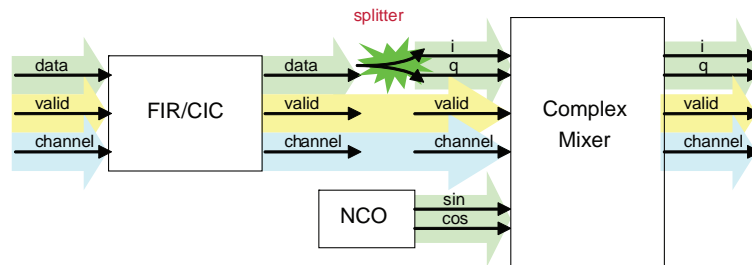 splitter
data
data
i
i
q
q
valid
valid
valid
valid
FIR/CIC
Complex
Mixer
channel
channel
channel
channel
NCO
sin
cos